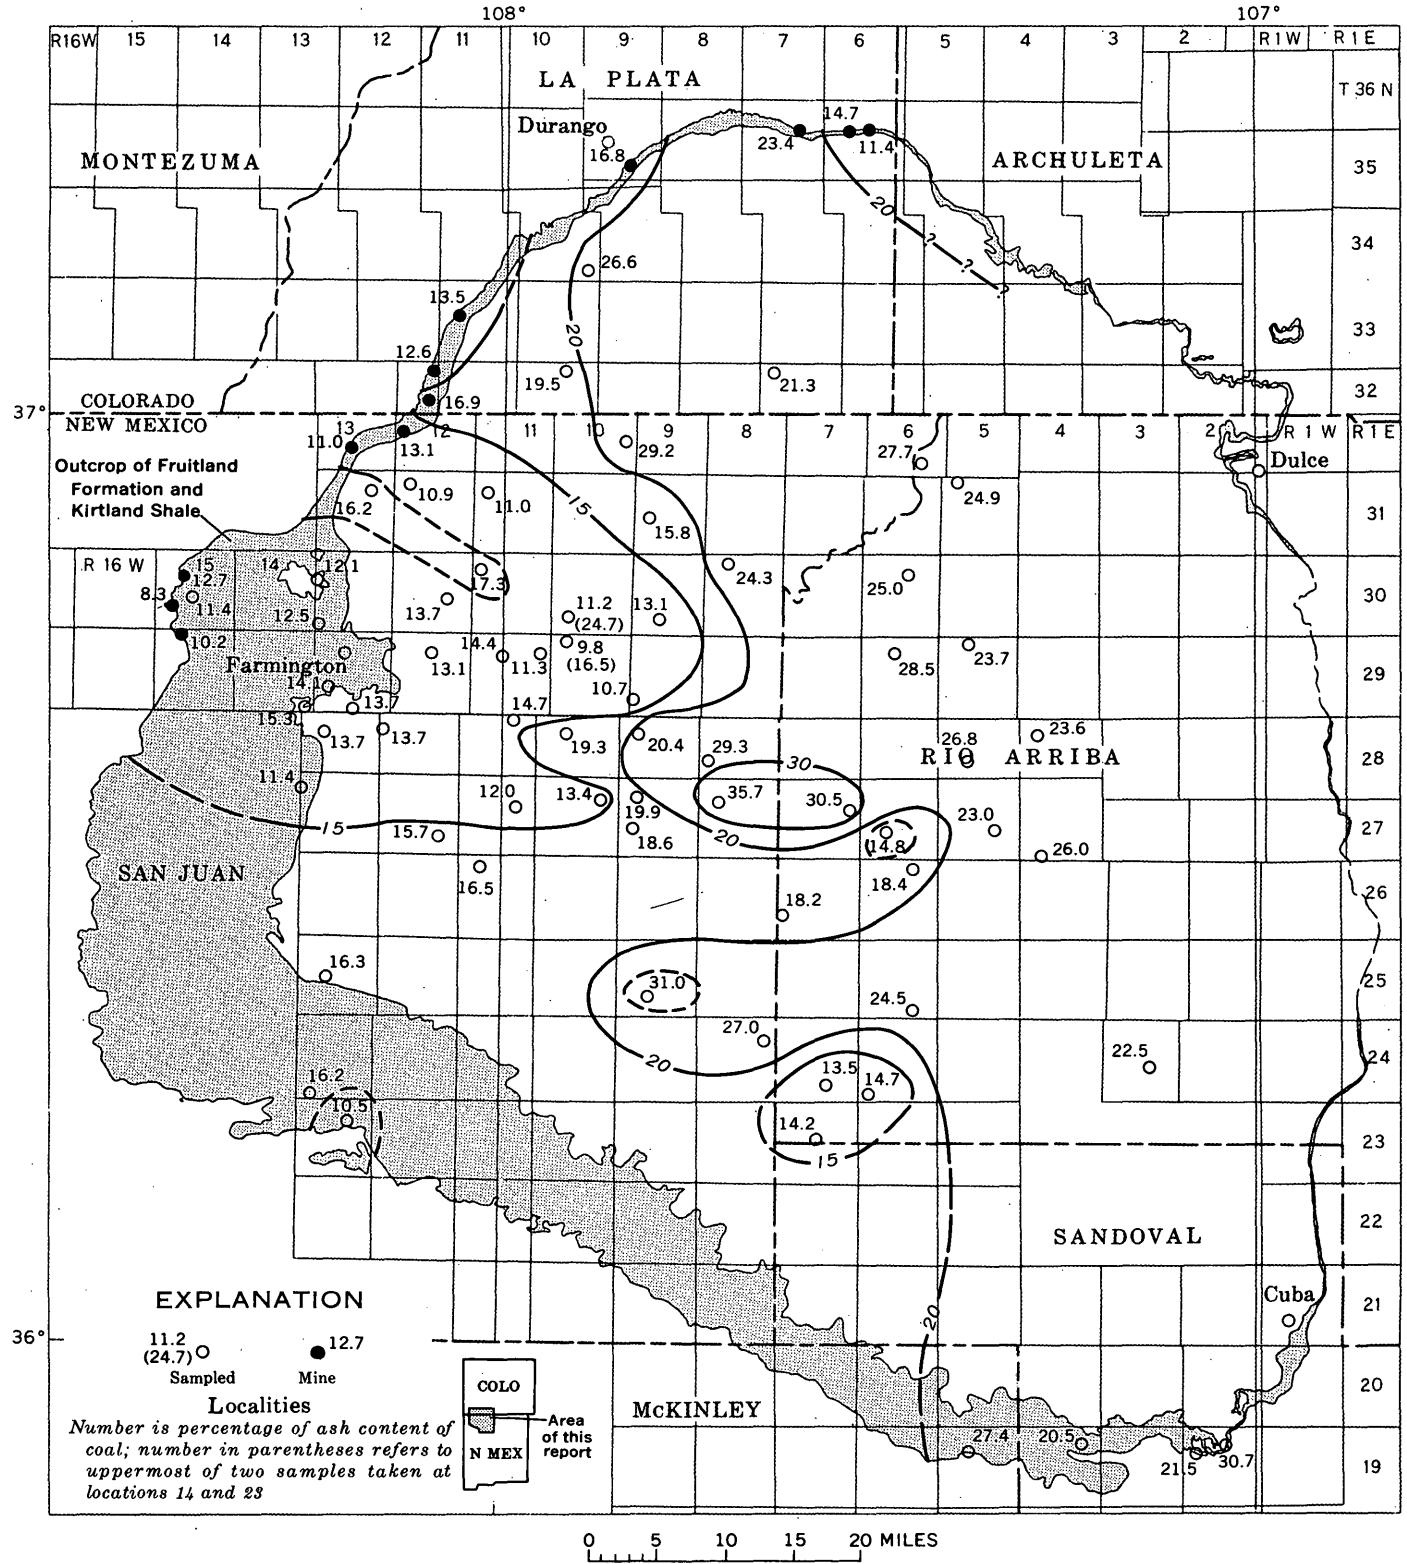 108° 107°
R16W 15 14 13 12 11 10 9 8 7 6 5 4 3 2 R1W R1E
LA PLATA
T 36 N
14.7
Durango
16.8 23.4 11.4
MONTEZUMA ARCHULETA
35
20
?
34
26.6
?
?
13.5
20
33
12.6
19.5 21.3
32
16.9
COLORADO
37°
NEW MEXICO
13 12 11 10 9 8 7 6 5 4 3 2 R1W R1E
11.0 13.1 29.2 27.7
Outcrop of Fruitland
Formation and
Kirtland Shale
Dulce
16.2 10.9 11.0 15 24.9
31
15.8
R 16 W 15 14 12.1
12.7 17.3 24.3 25.0
8.3 11.4 13.7 11.2 13.1
30
12.5 (24.7)
10.2 14.4 9.8
Farmington 13.1 11.3 (16.5) 28.5 23.7
29
14.1 10.7
13.7 14.7
15.3 23.6
13.7 13.7 19.3 20.4 29.3 26.8
RIO ARRIBA
28
30
11.4
12.0 13.4 35.7 30.5
19.9 23.0
15 15.7 18.6 20 14.8
27
26.0
SAN JUAN
16.5 18.4
26
18.2
16.3
25
31.0
24.5
27.0
22.5
24
20
16.2 13.5 14.7
10.5
14.2
23
15
22
SANDOVAL
Cuba
21
20
EXPLANATION
36°
11.2
(24.7) 12.7
Sampled Mine
Localities
Number is percentage of ash content of
coal; number in parentheses refers to
uppermost of two samples taken at
locations 14 and 23
COLO
N MEX
Area
of this
report
McKINLEY
20
27.4 20.5
21.5 30.7
19
0 5 10 15 20 MILES